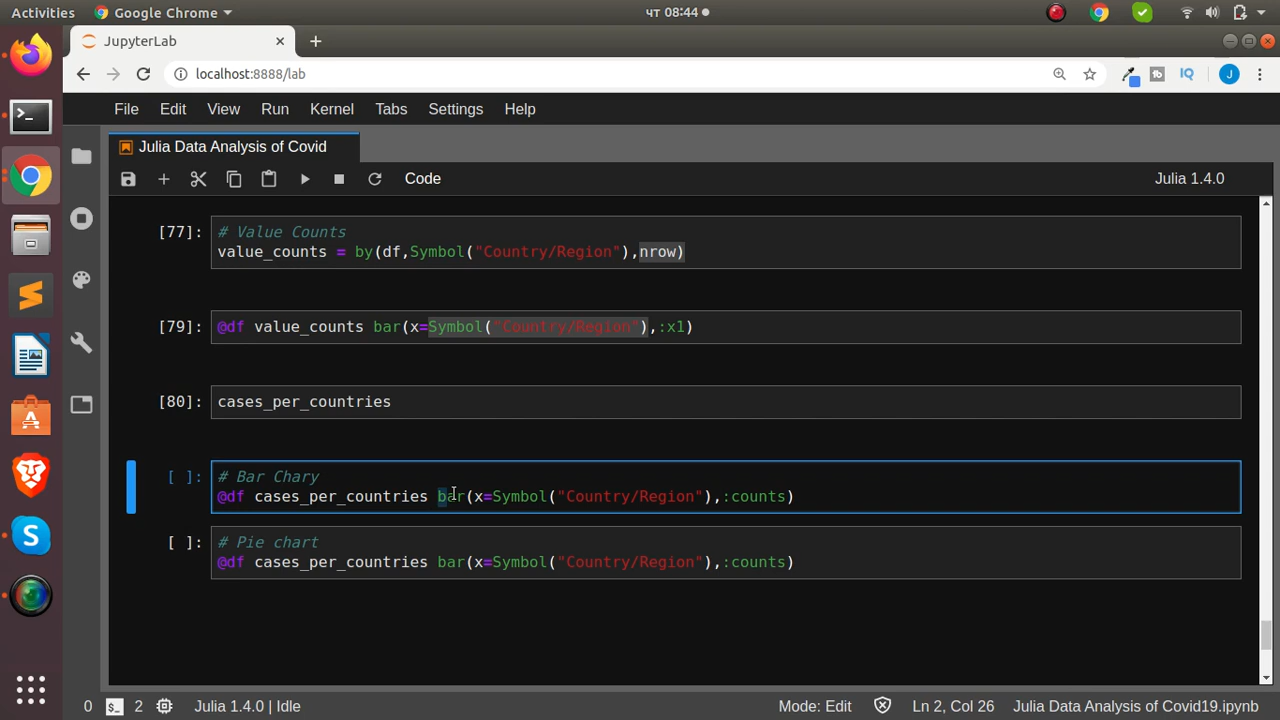 Activities Google Chrome чт 08:44
JupyterLab
localhost:8888/lab
IQ J
File Edit View Run Kernel Tabs Settings Help
Julia Data Analysis of Covid
Code Julia 1.4.0
[77]: # Value Counts
value_counts = by(df,Symbol("Country/Region"),nrow)
[79]: @df value_counts bar(x=Symbol("Country/Region"),:x1)
[80]: cases_per_countries
[ ]: # Bar Chary
@df cases_per_countries bar(x=Symbol("Country/Region"),:counts)
[ ]: # Pie chart
@df cases_per_countries bar(x=Symbol("Country/Region"),:counts)
0 2 Julia 1.4.0 | Idle Mode: Edit Ln 2, Col 26 Julia Data Analysis of Covid19.ipynb